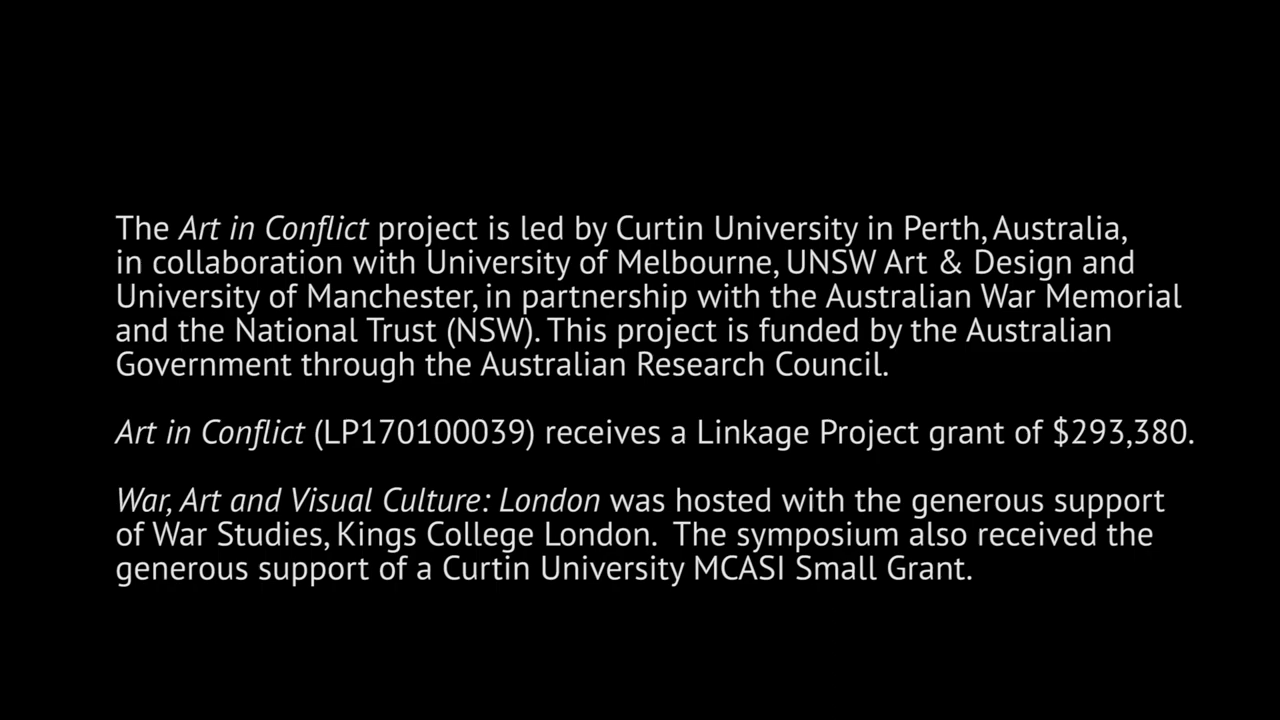 The Art in Conflict project is led by Curtin University in Perth, Australia,
in collaboration with University of Melbourne, UNSW Art & Design and
University of Manchester, in partnership with the Australian War Memorial
and the National Trust (NSW). This project is funded by the Australian
Government through the Australian Research Council.
Art in Conflict (LP170100039) receives a Linkage Project grant of $293,380.
War, Art and Visual Culture: London was hosted with the generous support
of War Studies, Kings College London.  The symposium also received the
generous support of a Curtin University MCASI Small Grant.